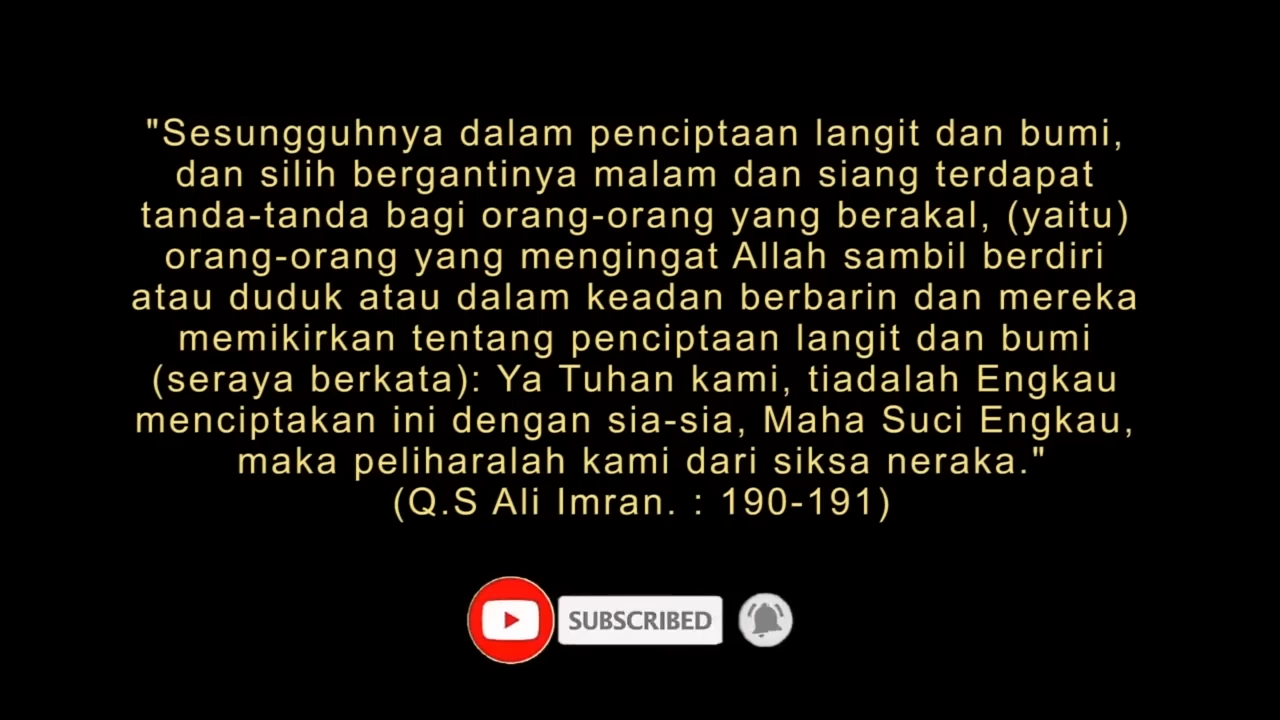 "Sesungguhnya dalam penciptaan langit dan bumi,
dan silih bergantinya malam dan siang terdapat
tanda-tanda bagi orang-orang yang berakal, (yaitu)
orang-orang yang mengingat Allah sambil berdiri
atau duduk atau dalam keadan berbarin dan mereka
memikirkan tentang penciptaan langit dan bumi
(seraya berkata): Ya Tuhan kami, tiadalah Engkau
menciptakan ini dengan sia-sia, Maha Suci Engkau,
maka peliharalah kami dari siksa neraka."
(Q.S Ali Imran. : 190-191)
SUBSCRIBED